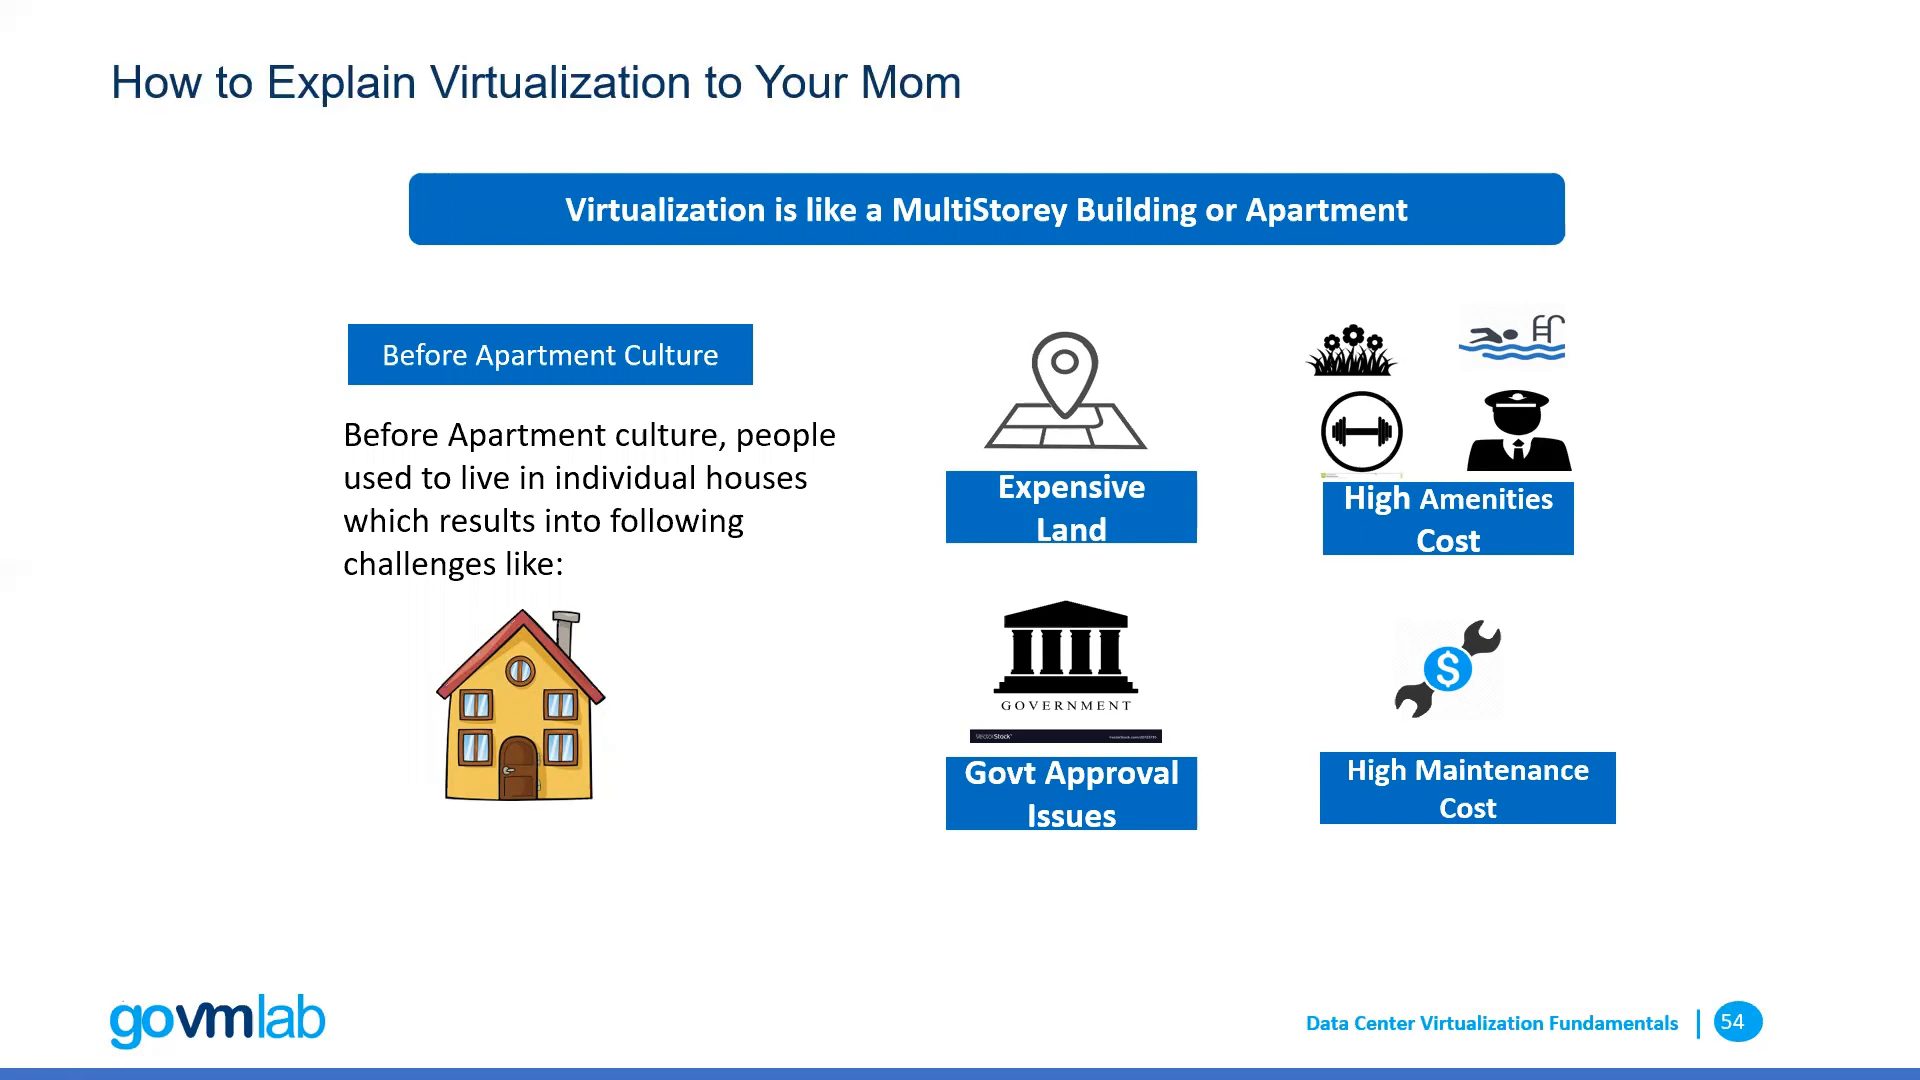 How to Explain Virtualization to Your Mom
Virtualization is like a MultiStorey Building or Apartment
Before Apartment Culture
Before Apartment culture, people
used to live in individual houses
which results into following
challenges like:
Expensive
Land
High Amenities
Cost
GOVERNMENT
VectorStock
Govt Approval
Issues
High Maintenance
Cost
govmlab
Data Center Virtualization Fundamentals
54